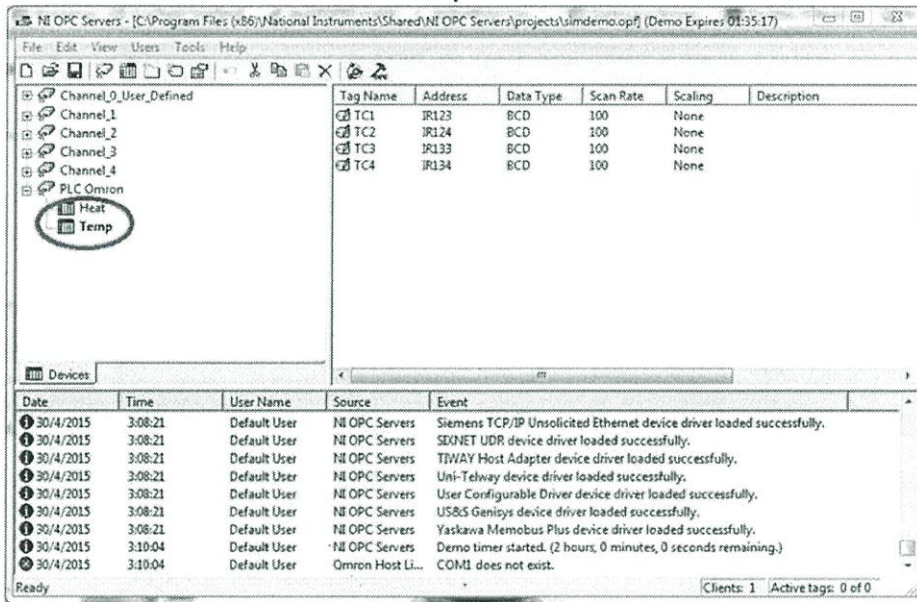 NI OPC Servers - [C:\Program Files (x86)\National Instruments\Shared\NI OPC Servers\projects\simdemo.opf] (Demo Expires 01:35:17)
File Edit View Users Tools Help
Channel_0_User_Defined
Channel_1
Channel_2
Channel_3
Channel_4
PLC Omron
Heat
Temp
Devices
Tag Name Address Data Type Scan Rate Scaling Description
TC1 IR123 BCD 100 None
TC2 IR124 BCD 100 None
TC3 IR133 BCD 100 None
TC4 IR134 BCD 100 None
Date Time User Name Source Event
30/4/2015 3:08:21 Default User NI OPC Servers Siemens TCP/IP Unsolicited Ethernet device driver loaded successfully.
30/4/2015 3:08:21 Default User NI OPC Servers SIXNET UDR device driver loaded successfully.
30/4/2015 3:08:21 Default User NI OPC Servers TIWAY Host Adapter device driver loaded successfully.
30/4/2015 3:08:21 Default User NI OPC Servers Uni-Telway device driver loaded successfully.
30/4/2015 3:08:21 Default User NI OPC Servers User Configurable Driver device driver loaded successfully.
30/4/2015 3:08:21 Default User NI OPC Servers US&S Genisys device driver loaded successfully.
30/4/2015 3:08:21 Default User NI OPC Servers Yaskawa Memobus Plus device driver loaded successfully.
30/4/2015 3:10:04 Default User NI OPC Servers Demo timer started. (2 hours, 0 minutes, 0 seconds remaining.)
30/4/2015 3:10:04 Default User Omron Host Li... COM1 does not exist.
Ready Clients: 1 Active tags: 0 of 0